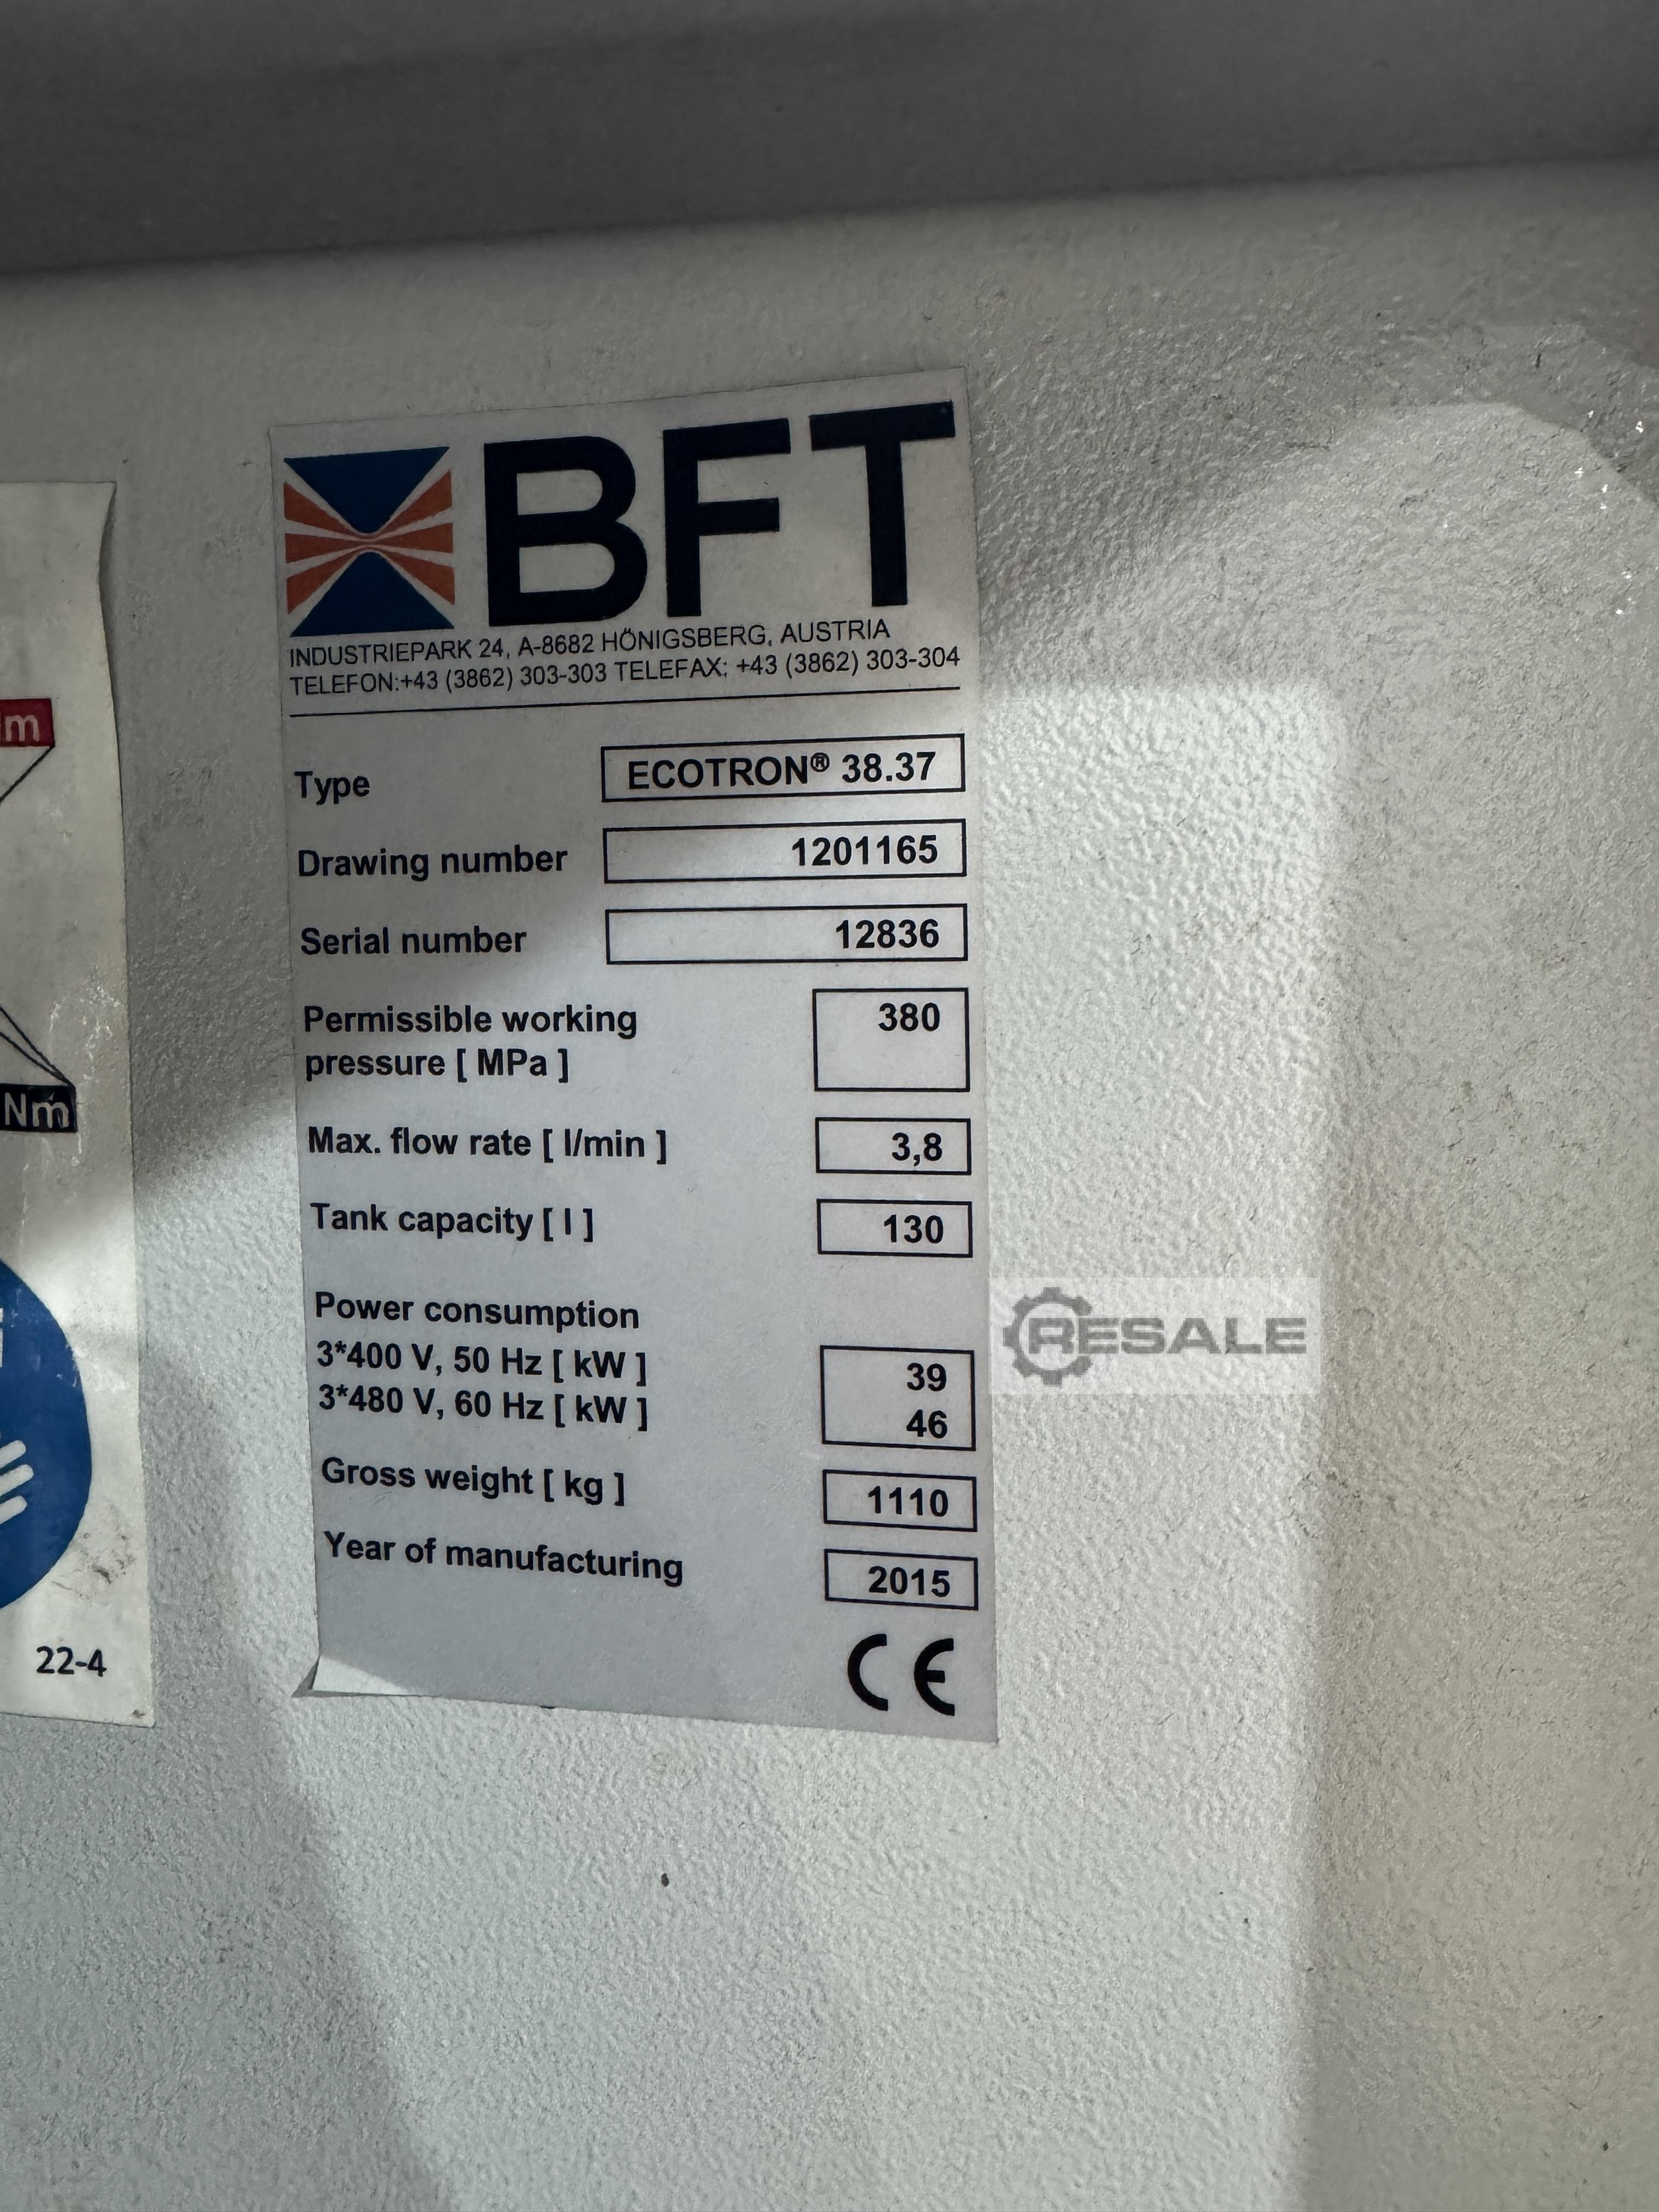 BFT
INDUSTRIEPARK 24, A-8682 HÖNIGSBERG, AUSTRIA
TELEFON:+43 (3862) 303-303 TELEFAX: +43 (3862) 303-304
Type ECOTRON® 38.37
Drawing number 1201165
Serial number 12836
Permissible working 380
pressure [ MPa ]
Max. flow rate [ l/min ] 3,8
Tank capacity [ l ] 130
Power consumption
3*400 V, 50 Hz [ kW ] 39
3*480 V, 60 Hz [ kW ] 46
Gross weight [ kg ] 1110
Year of manufacturing 2015
CE
m
Nm
22-4
RESALE